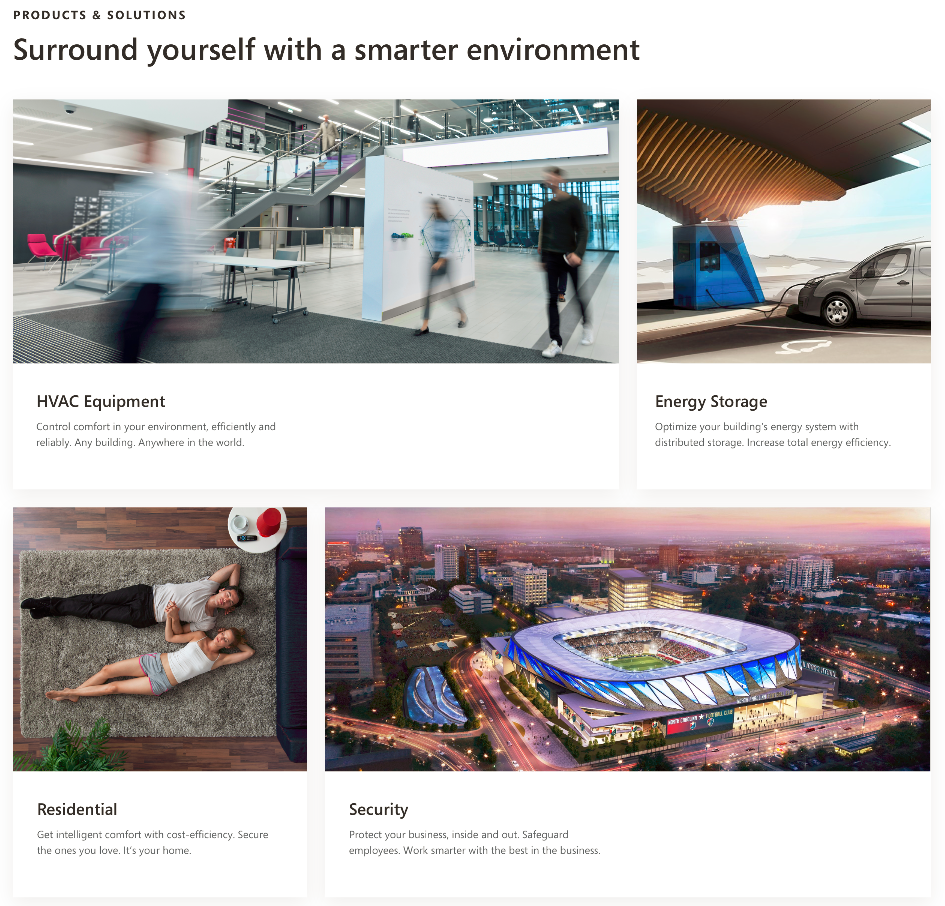 PRODUCTS & SOLUTIONS
Surround yourself with a smarter environment
HVAC Equipment
Control comfort in your environment, efficiently and
reliably. Any building. Anywhere in the world.
Energy Storage
Optimize your building's energy system with
distributed storage. Increase total energy efficiency.
Residential
Get intelligent comfort with cost-efficiency. Secure
the ones you love. It's your home.
Security
Protect your business, inside and out. Safeguard
employees. Work smarter with the best in the business.